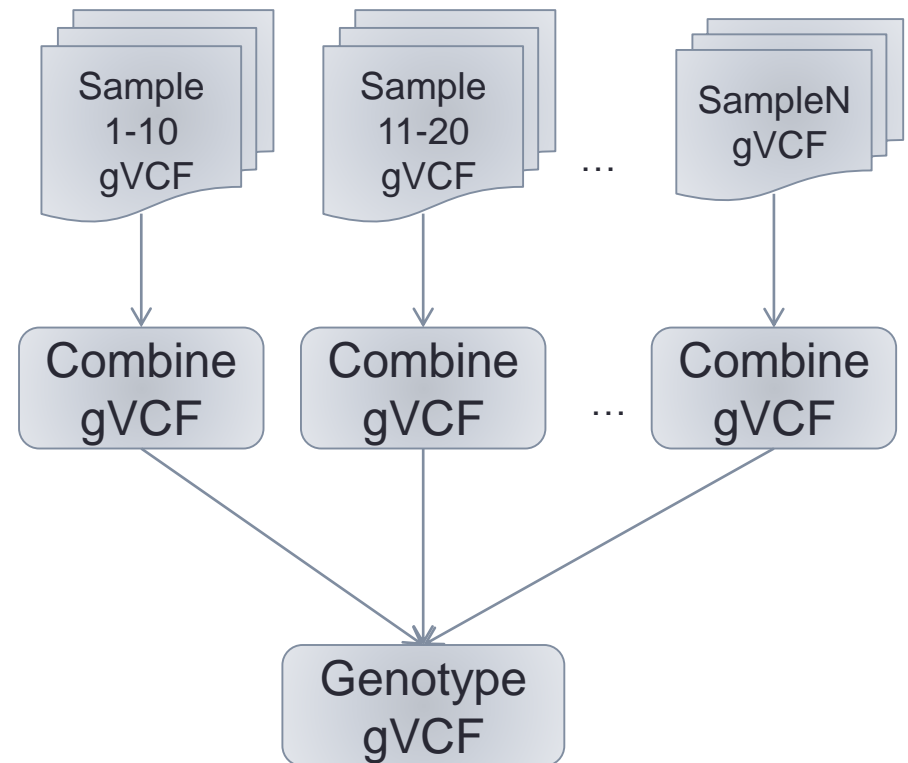 Sample
1-10
gVCF
Sample
11-20
gVCF
...
SampleN
gVCF
Combine
gVCF
Combine
gVCF
...
Combine
gVCF
Genotype
gVCF